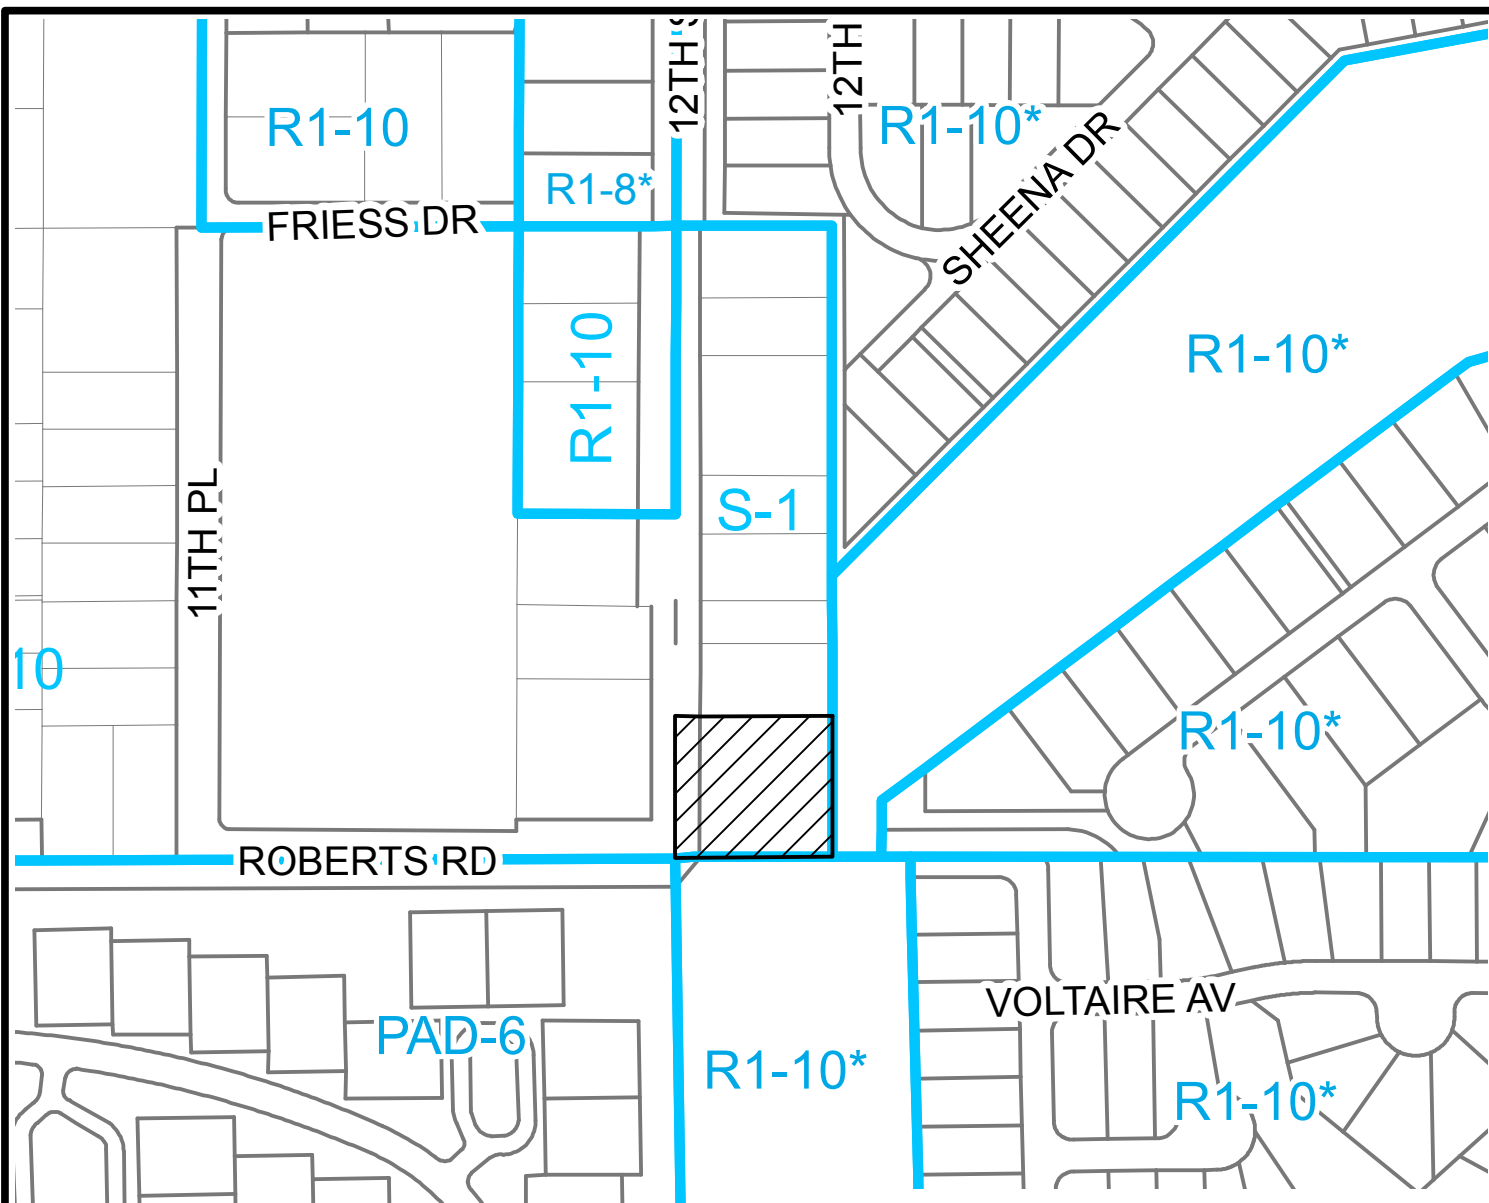 12TH S
12TH
R1-10
R1-10*
SHEENA DR
R1-8*
FRIESS DR
R1-10
R1-10*
S-1
11TH PL
10
R1-10*
ROBERTS RD
VOLTAIRE AV
PAD-6
R1-10*
R1-10*